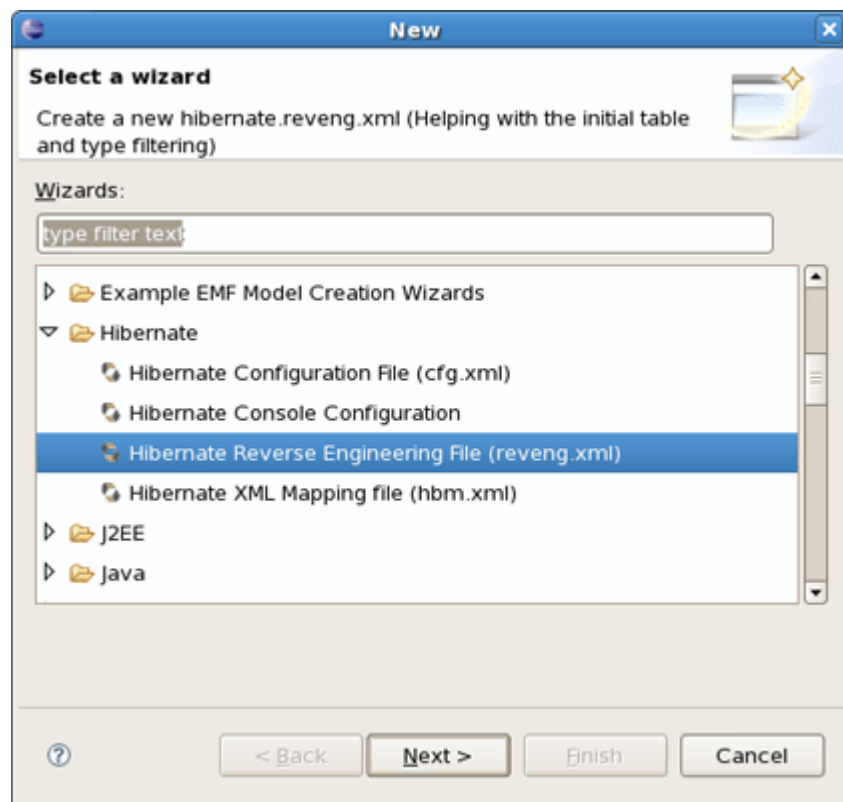 New
Select a wizard
Create a new hibernate.reveng.xml (Helping with the initial table
and type filtering)
Wizards:
type filter text
Example EMF Model Creation Wizards
Hibernate
Hibernate Configuration File (cfg.xml)
Hibernate Console Configuration
Hibernate Reverse Engineering File (reveng.xml)
Hibernate XML Mapping file (hbm.xml)
J2EE
Java
? < Back Next > Finish Cancel